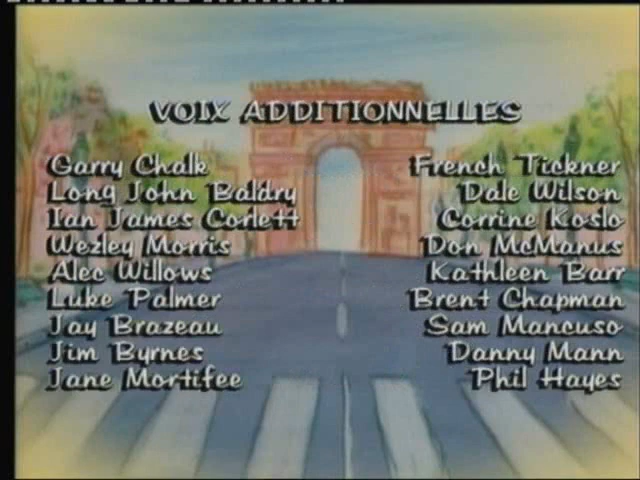 VOIX ADDITIONNELLES
Garry Chalk French Tickner
Long John Baldry Dale Wilson
Ian James Corlett Corrine Koslo
Wezley Morris Don McManus
Alec Willows Kathleen Barr
Luke Palmer Brent Chapman
Jay Brazeau Sam Mancuso
Jim Byrnes Danny Mann
Jane Mortifee Phil Hayes